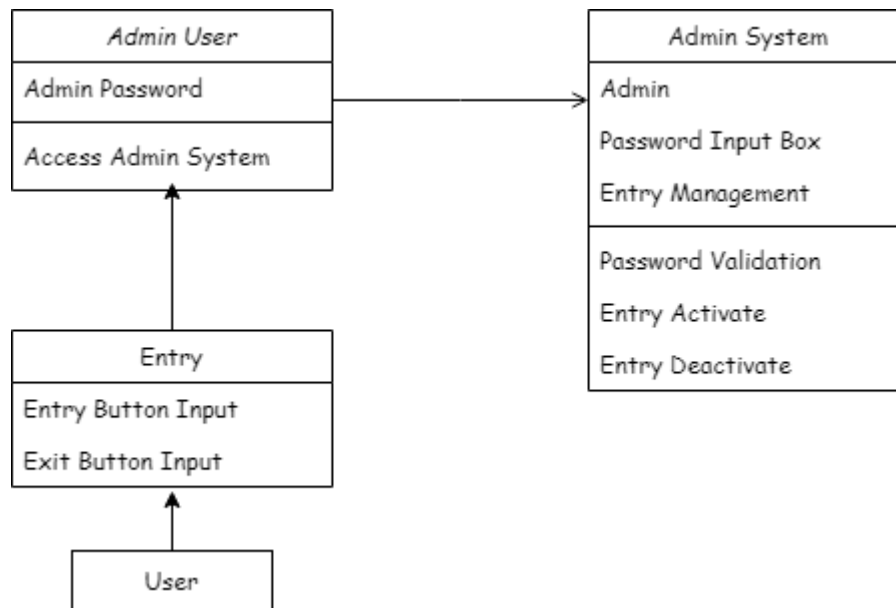 Admin User
Admin Password
Access Admin System
Admin System
Admin
Password Input Box
Entry Management
Password Validation
Entry Activate
Entry Deactivate
Entry
Entry Button Input
Exit Button Input
User